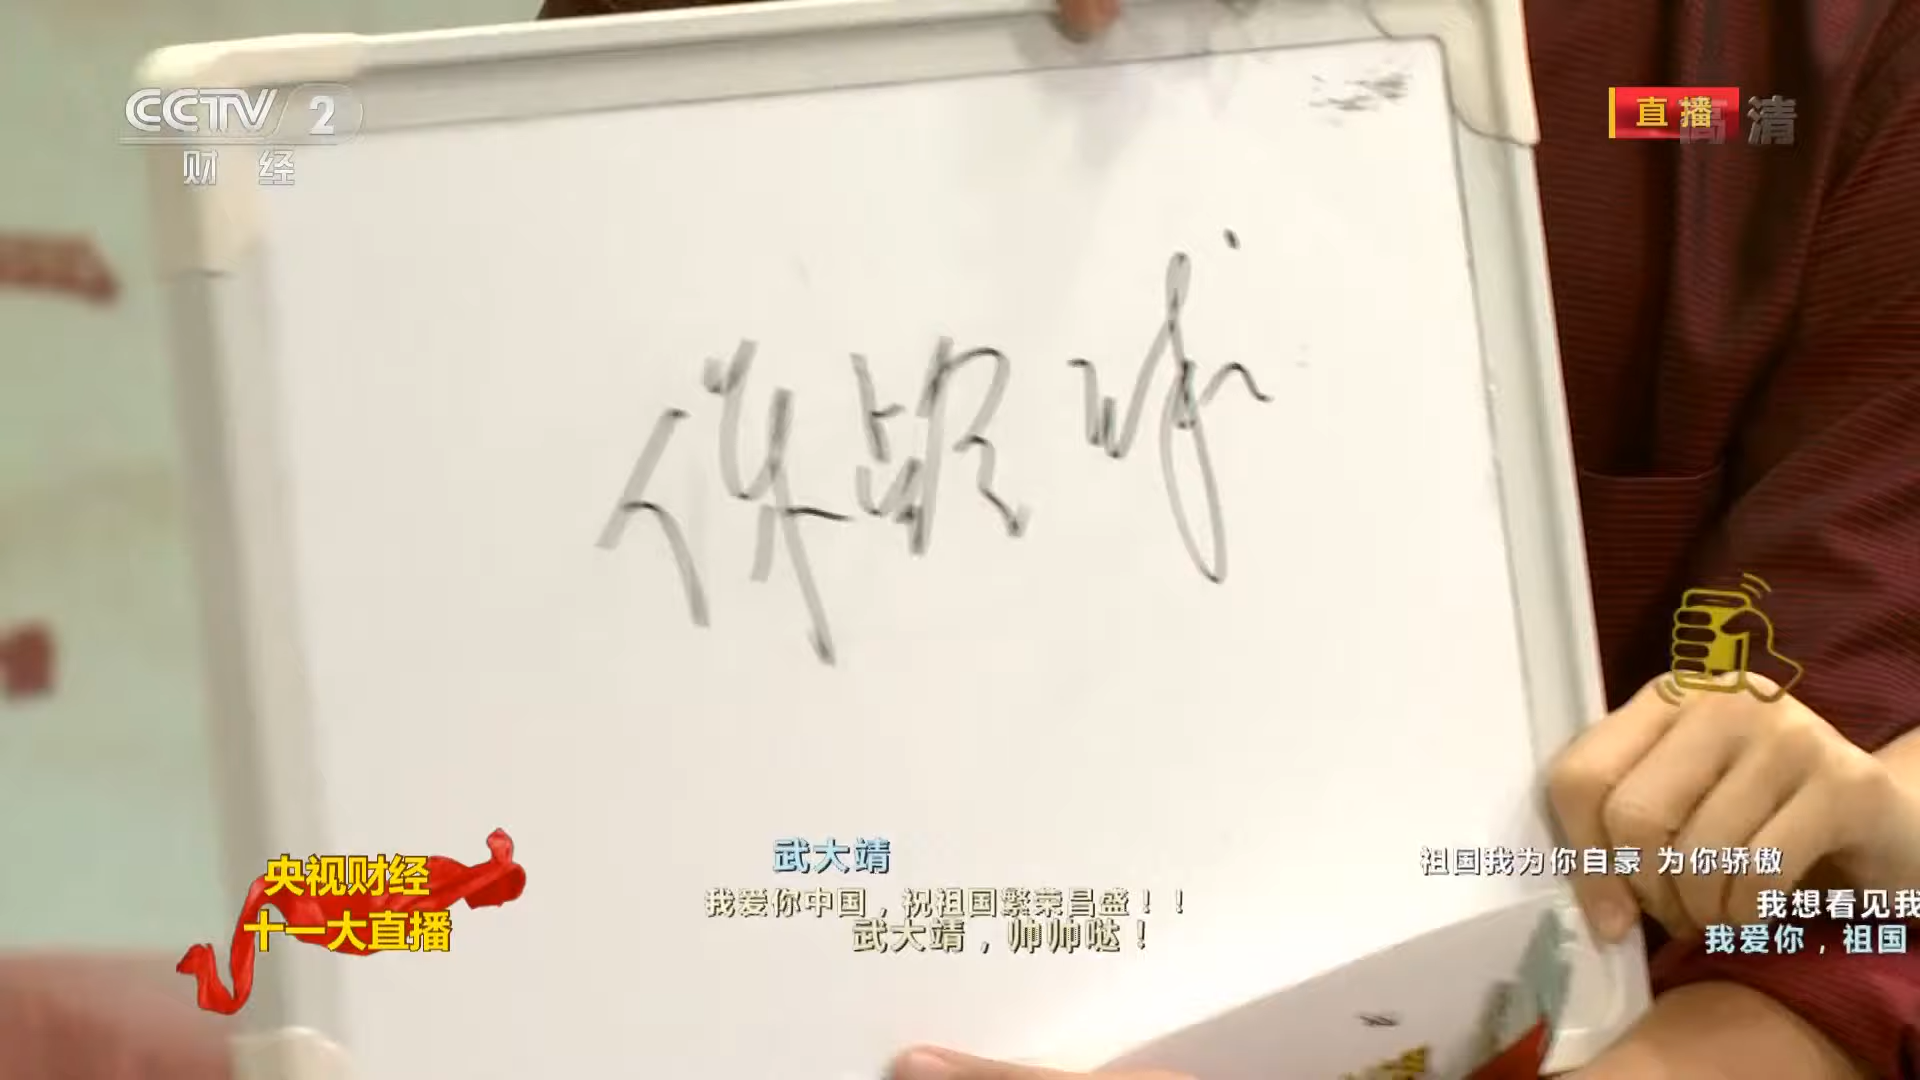 CCTV 2
财 经
直播
高清
武大靖
祖国我为你自豪 为你骄傲
央视财经
我爱你中国，祝祖国繁荣昌盛！！
我想看见我
十一大直播
武大靖，帅帅哒！
我爱你，祖国